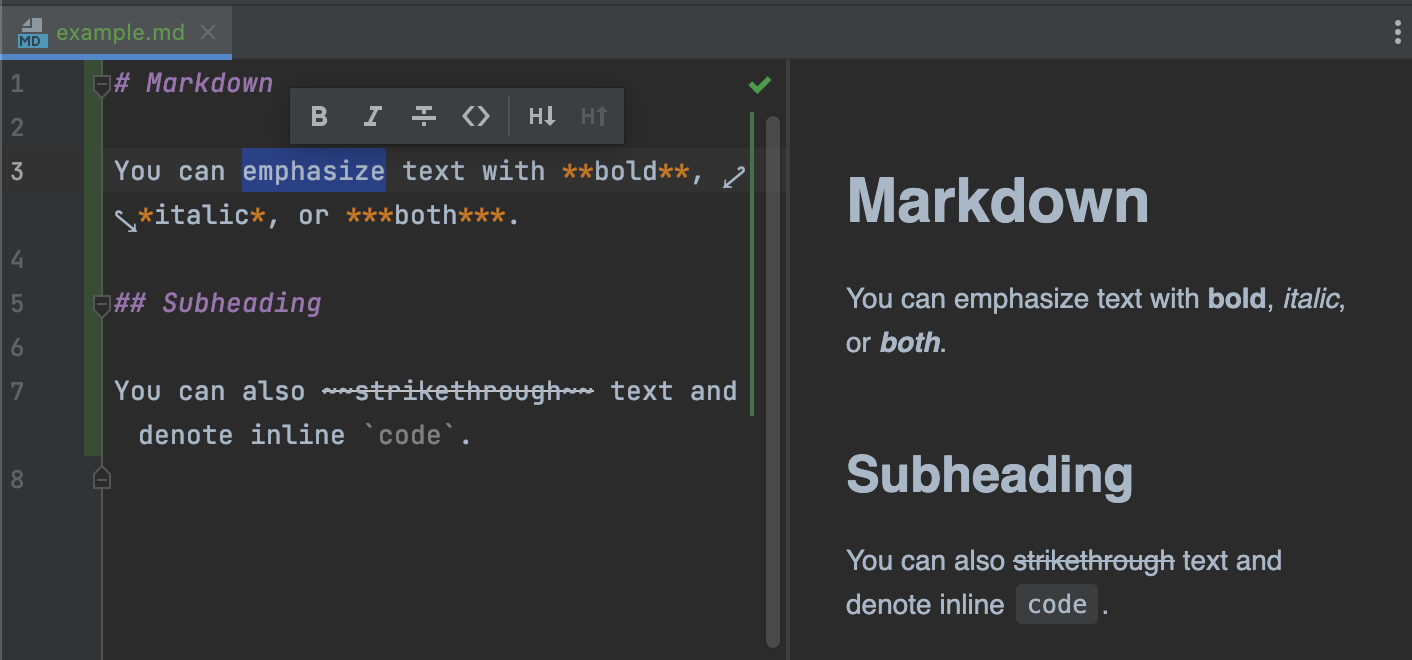 MD example.md
1 # Markdown
B I T <> H↓ H↑
2
3 You can emphasize text with **bold**,
*italic*, or ***both***.
4
5 ## Subheading
6
7 You can also ~~strikethrough~~ text and
denote inline `code`.
8
Markdown
You can emphasize text with bold, italic,
or both.
Subheading
You can also strikethrough text and
denote inline code.